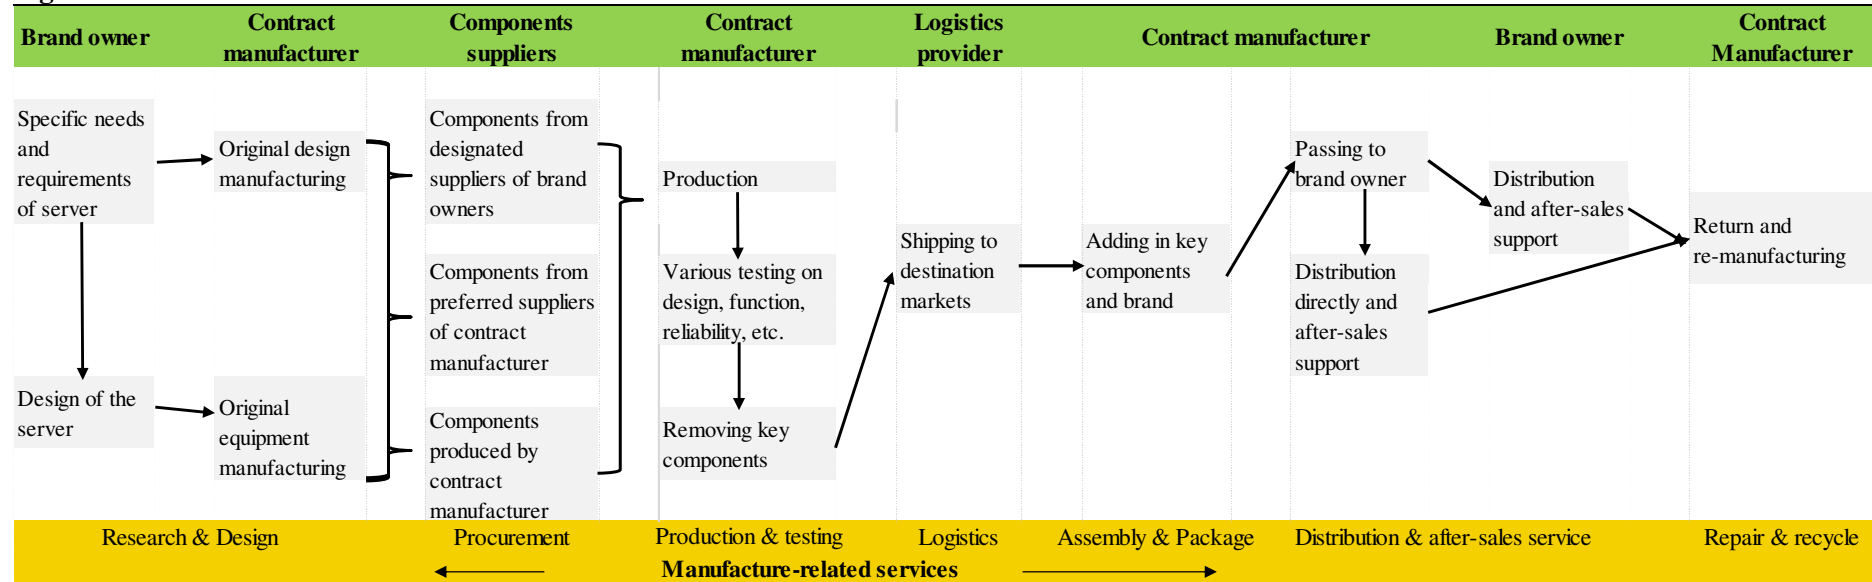 Brand owner
Contract
manufacturer
Components
suppliers
Contract
manufacturer
Logistics
provider
Contract manufacturer
Brand owner
Contract
Manufacturer
Specific needs
and
requirements
of server
Design of the
server
Original design
manufacturing
Original
equipment
manufacturing
Components from
designated
suppliers of brand
owners
Components from
preferred suppliers
of contract
manufacturer
Components
produced by
contract
manufacturer
Production
Various testing on
design, function,
reliability, etc.
Removing key
components
Shipping to
destination
markets
Adding in key
components
and brand
Passing to
brand owner
Distribution
directly and
after-sales
support
Distribution
and after-sales
support
Return and
re-manufacturing
Research & Design
Procurement
Production & testing
Logistics
Assembly & Package
Distribution & after-sales service
Repair & recycle
Manufacture-related services